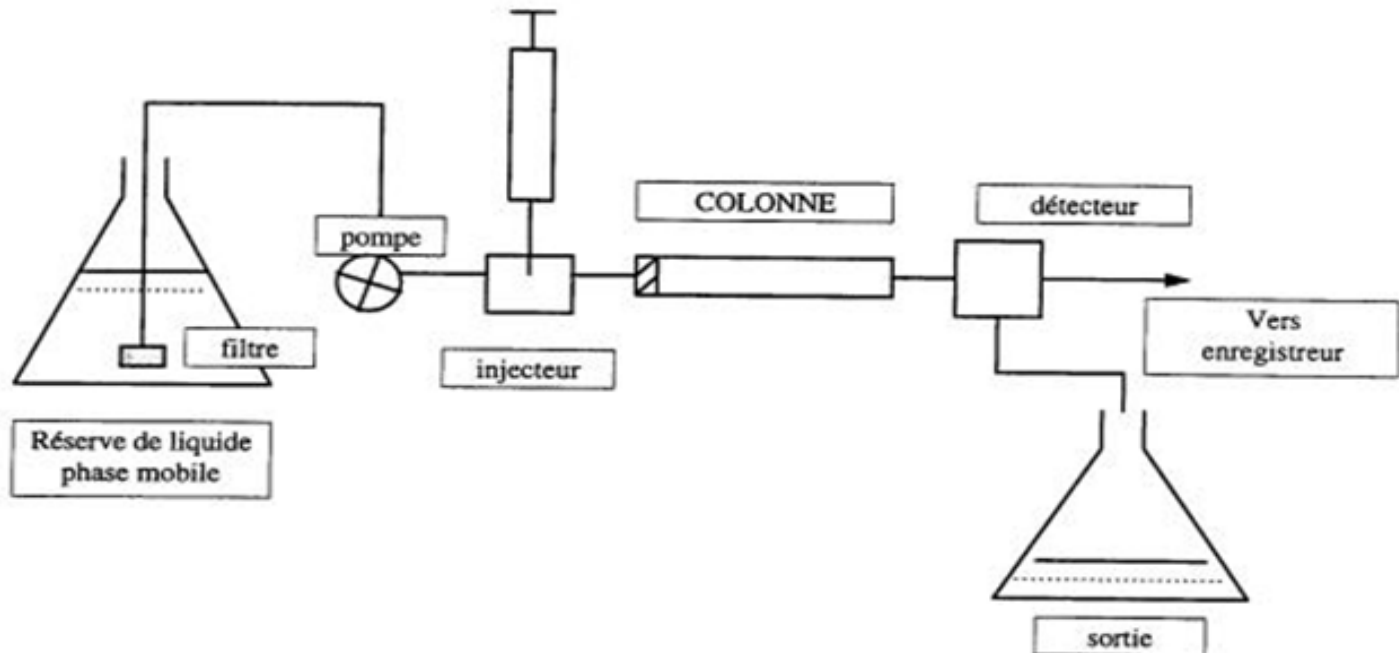 COLONNE
détecteur
pompe
filtre
injecteur
Vers
enregistreur
Réserve de liquide
phase mobile
sortie